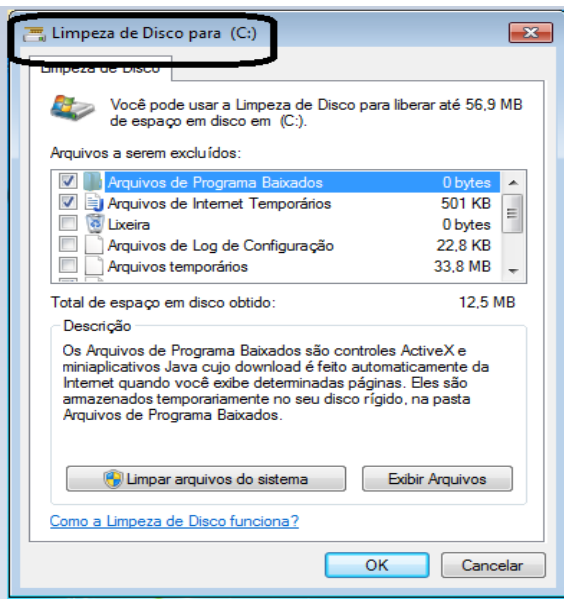 Limpeza de Disco para (C:)
Limpeza de Disco
Você pode usar a Limpeza de Disco para liberar até 56,9 MB
de espaço em disco em (C:).
Arquivos a serem excluídos:
Arquivos de Programa Baixados 0 bytes
Arquivos de Internet Temporários 501 KB
Lixeira 0 bytes
Arquivos de Log de Configuração 22,8 KB
Arquivos temporários 33,8 MB
Total de espaço em disco obtido: 12,5 MB
Descrição
Os Arquivos de Programa Baixados são controles ActiveX e
miniaplicativos Java cujo download é feito automaticamente da
Internet quando você exibe determinadas páginas. Eles são
armazenados temporariamente no seu disco rígido, na pasta
Arquivos de Programa Baixados.
Limpar arquivos do sistema Exibir Arquivos
Como a Limpeza de Disco funciona?
OK Cancelar